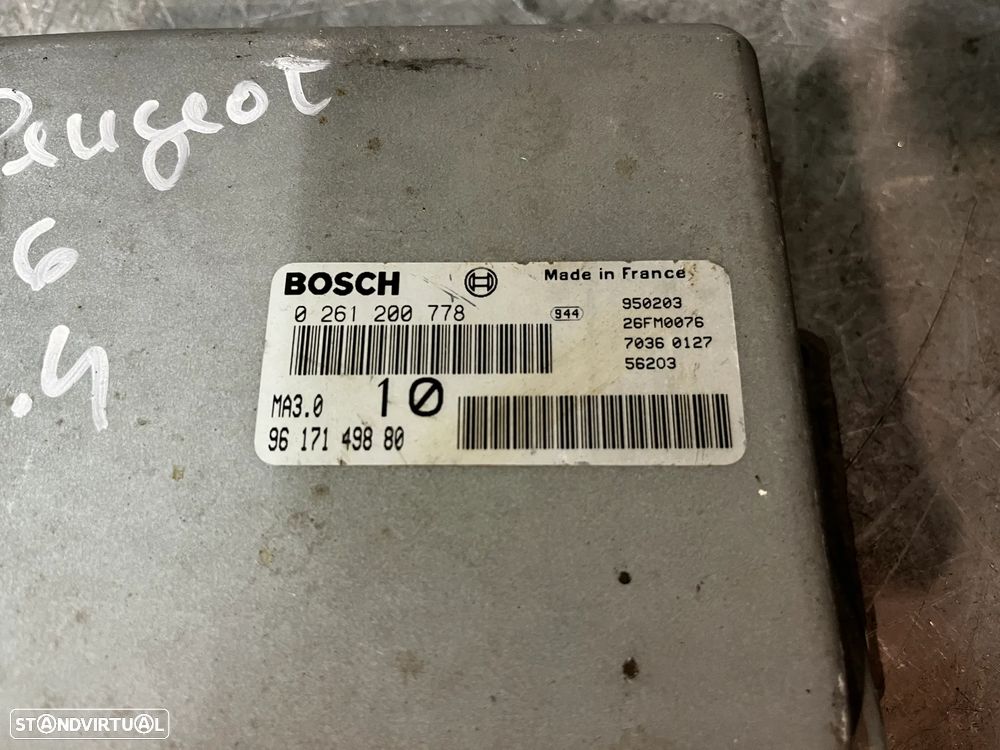 Peugeot
6
.4
BOSCH
Made in France
0 261 200 778
944
950203
26FM0076
7036 0127
56203
MA3.0
10
96 171 498 80
STANDVIRTUAL